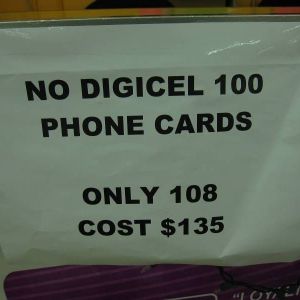 NO DIGICEL 100
PHONE CARDS
ONLY 108
COST $135